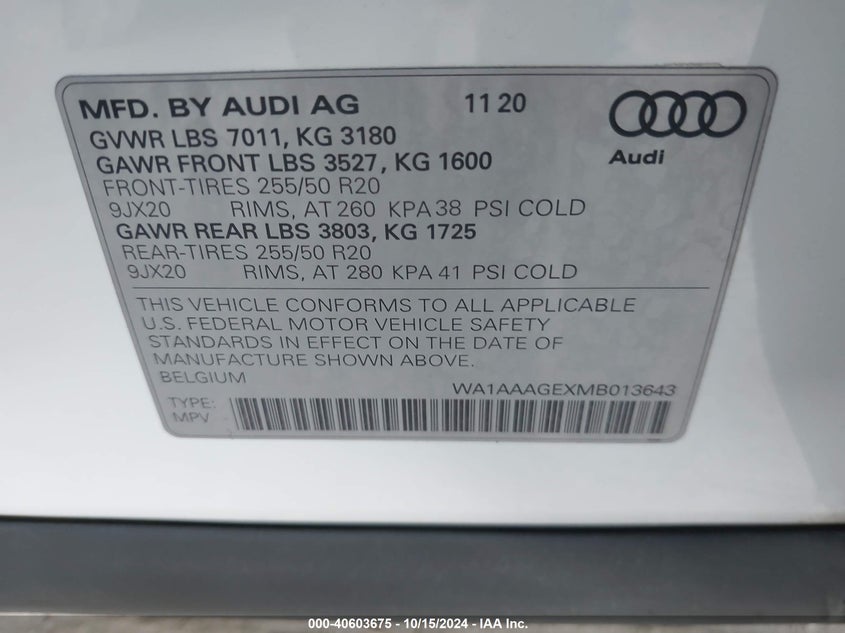 MFD. BY AUDI AG 11 20
GVWR LBS 7011, KG 3180
GAWR FRONT LBS 3527, KG 1600
FRONT-TIRES 255/50 R20
9JX20 RIMS, AT 260 KPA 38 PSI COLD
GAWR REAR LBS 3803, KG 1725
REAR-TIRES 255/50 R20
9JX20 RIMS, AT 280 KPA 41 PSI COLD
Audi
THIS VEHICLE CONFORMS TO ALL APPLICABLE
U.S. FEDERAL MOTOR VEHICLE SAFETY
STANDARDS IN EFFECT ON THE DATE OF
MANUFACTURE SHOWN ABOVE.
BELGIUM
WA1AAAGEXMB013643
TYPE:
MPV
000-40603675 - 10/15/2024 - IAA Inc.